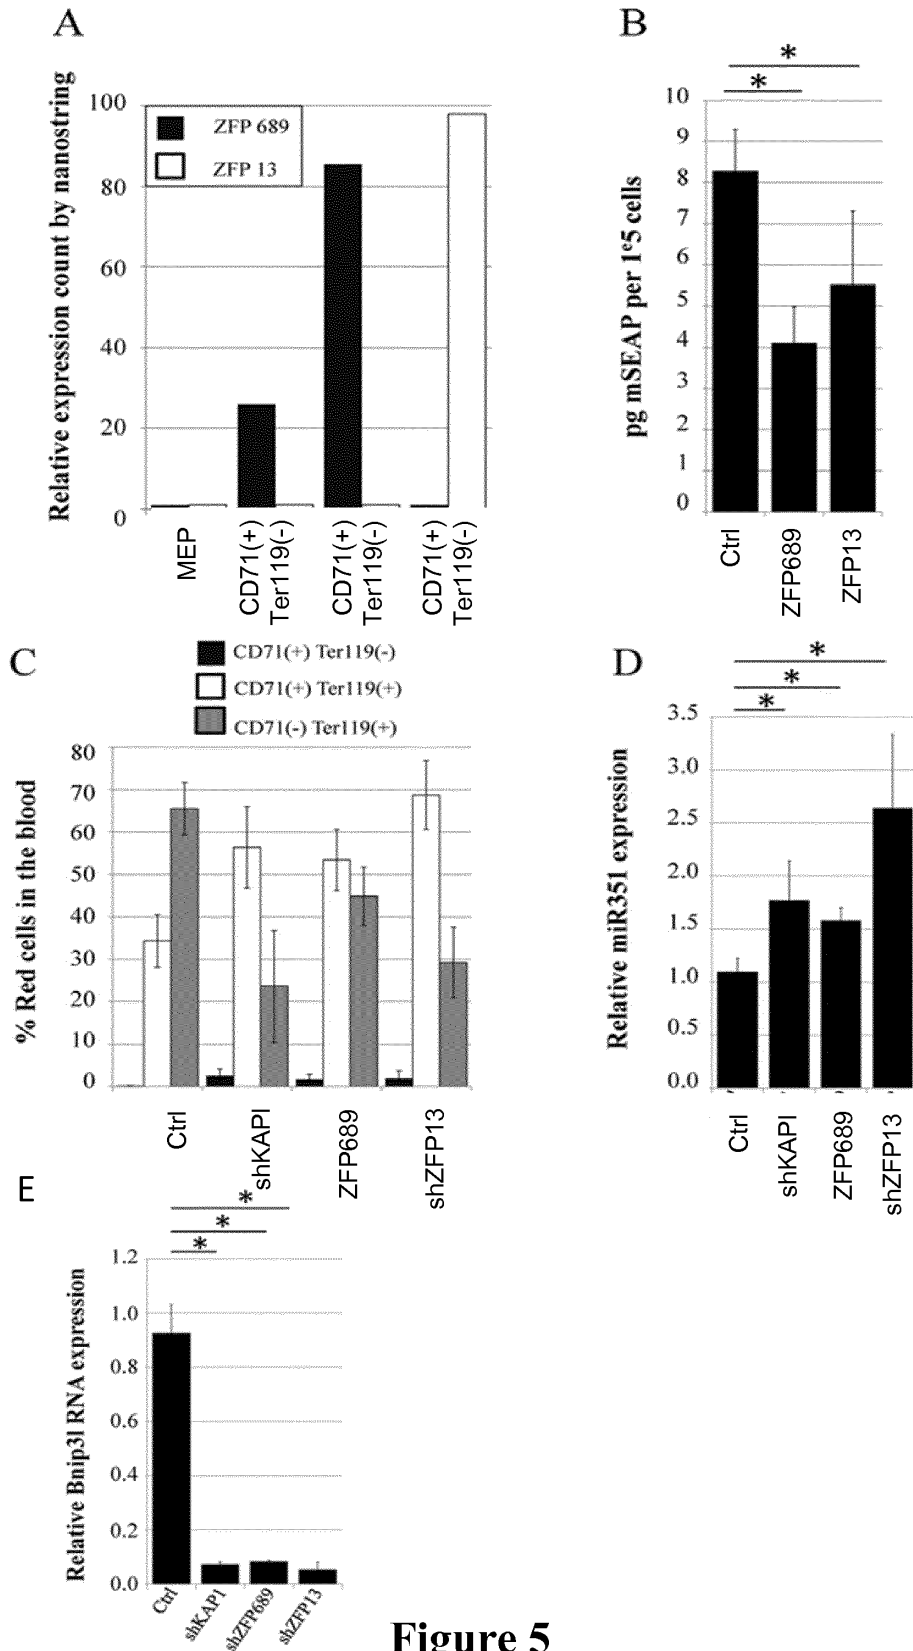 A
Relative expression count by nanostring
100
80
60
40
20
0
ZFP 689
ZFP 13
MEP
CD71(+)
Ter119(-)
CD71(+)
Ter119(-)
CD71(+)
Ter119(-)
B
*
*
pg mSEAP per 1e5 cells
10
9
8
7
6
5
4
3
2
1
0
Ctrl
ZFP689
ZFP13
C
CD71(+) Ter119(-)
CD71(+) Ter119(+)
CD71(-) Ter119(+)
% Red cells in the blood
80
70
60
50
40
30
20
10
0
Ctrl
shKAPI
ZFP689
shZFP13
D
*
*
*
Relative miR351 expression
3.5
3.0
2.5
2.0
1.5
1.0
0.5
0.0
Ctrl
shKAPI
ZFP689
shZFP13
E
*
*
*
Relative Bnip3l RNA expression
1.2
1.0
0.8
0.6
0.4
0.2
0.0
Ctrl
shKAP1
shZFP689
shZFP13
Figure 5